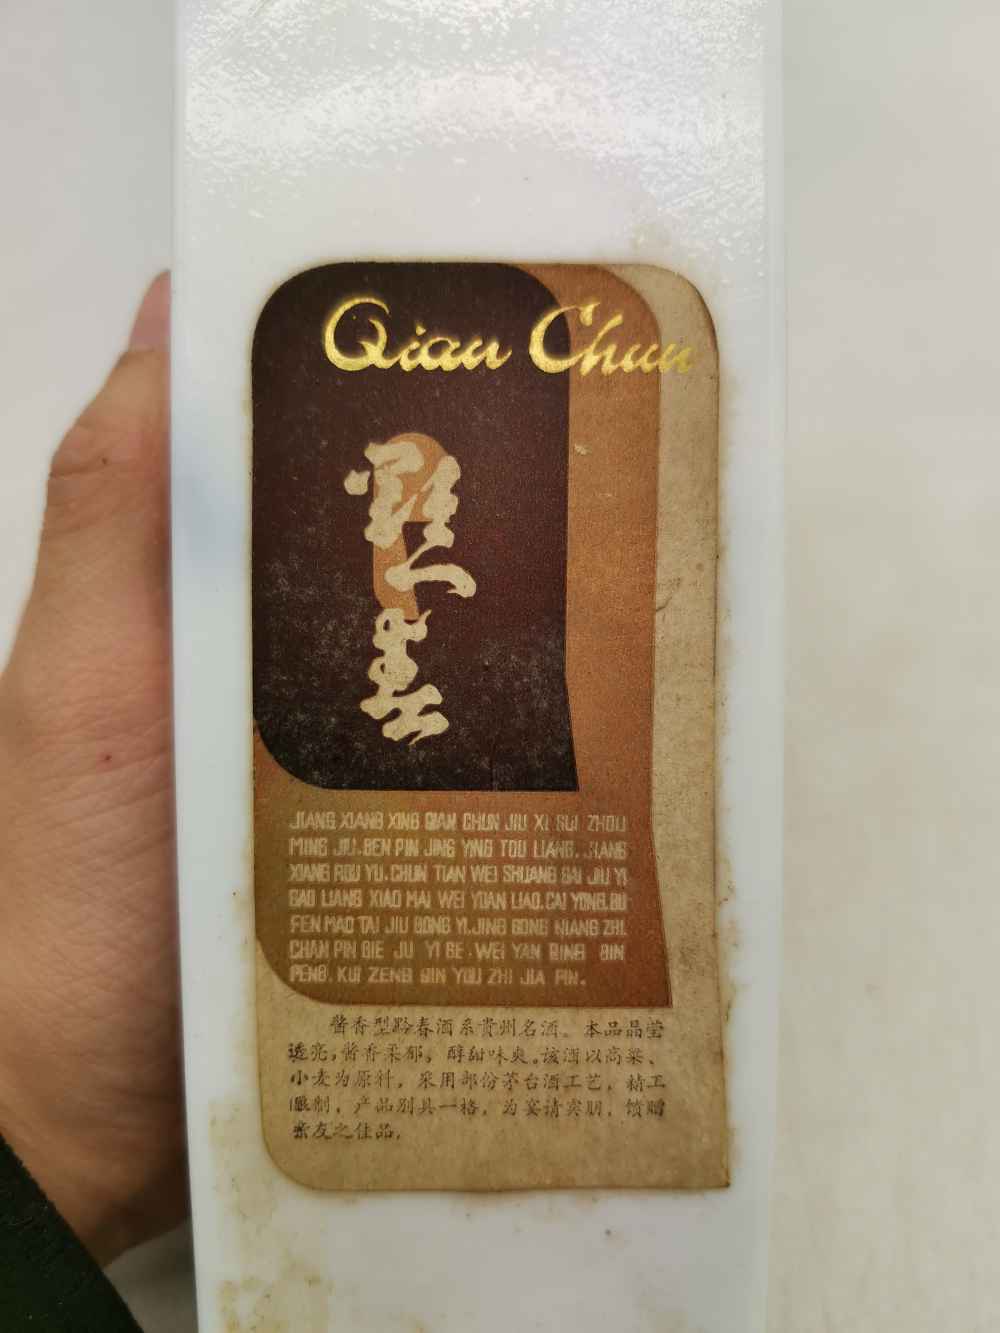 Qian Chun
黔春
JIANG XIANG XING QIAN CHUN JIU XI GUI ZHOU
MING JIU.BEN PIN JING YING TOU LIANG.JIANG
XIANG ROU YU.CHUN TIAN WEI SHUANG GAI JIU YI
GAO LIANG XIAO MAI WEI YUAN LIAO.CAI YONG.BU
FEN MAO TAI JIU GONG YI.JING GONG NIANG ZHI.
CHAN PIN BIE JU YI GE.WEI YAN QING BIN
PENG.KUI ZENG QIN YOU ZHI JIA PIN.
酱香型黔春酒系贵州名酒。本品晶莹
透亮，酱香柔郁，醇甜味爽。该酒以高粱、
小麦为原料，采用部份茅台酒工艺，精工
酿制，产品别具一格，为宴请宾朋，馈赠
亲友之佳品。